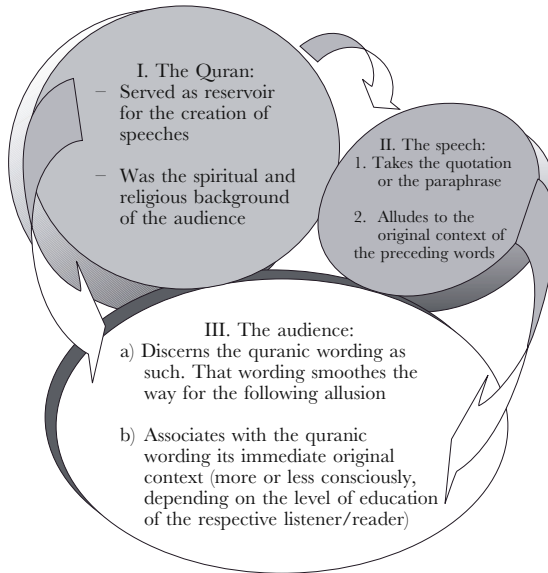 I. The Quran:
– Served as reservoir
for the creation of
speeches
– Was the spiritual and
religious background
of the audience
II. The speech:
1. Takes the quotation
or the paraphrase
2. Alludes to the
original context of
the preceding words
III. The audience:
a) Discerns the quranic wording as
such. That wording smoothes the
way for the following allusion
b) Associates with the quranic
wording its immediate original
context (more or less consciously,
depending on the level of education
of the respective listener/reader)